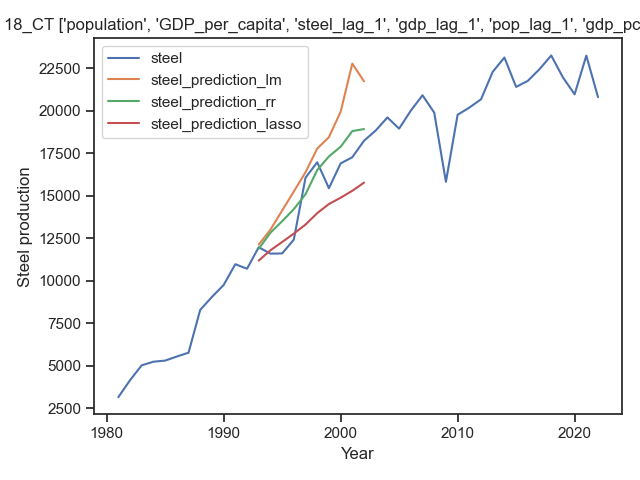 18_CT ['population', 'GDP_per_capita', 'steel_lag_1', 'gdp_lag_1', 'pop_lag_1', 'gdp_pc
steel
steel_prediction_lm
steel_prediction_rr
steel_prediction_lasso
Steel production
22500
20000
17500
15000
12500
10000
7500
5000
2500
1980
1990
2000
2010
2020
Year